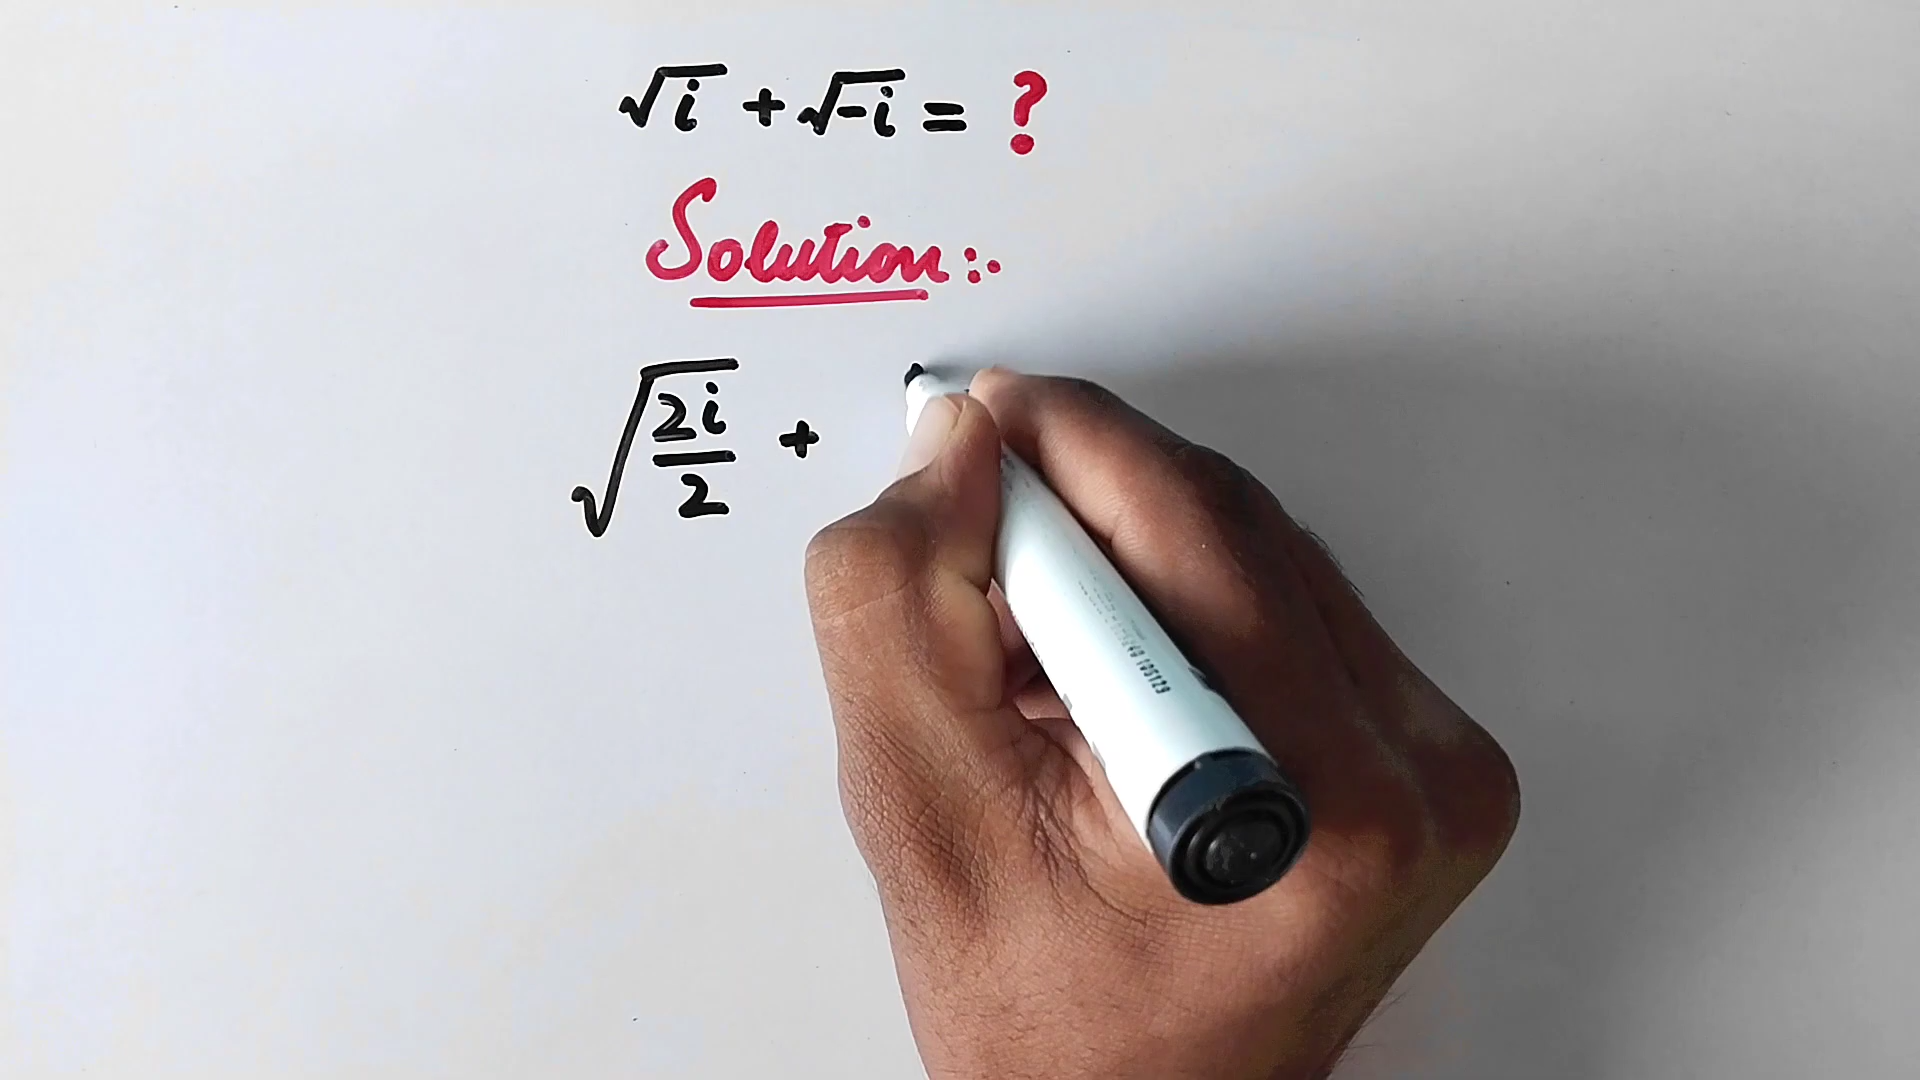 √i + √-i = ?
Solution:-
√(2i/2) +